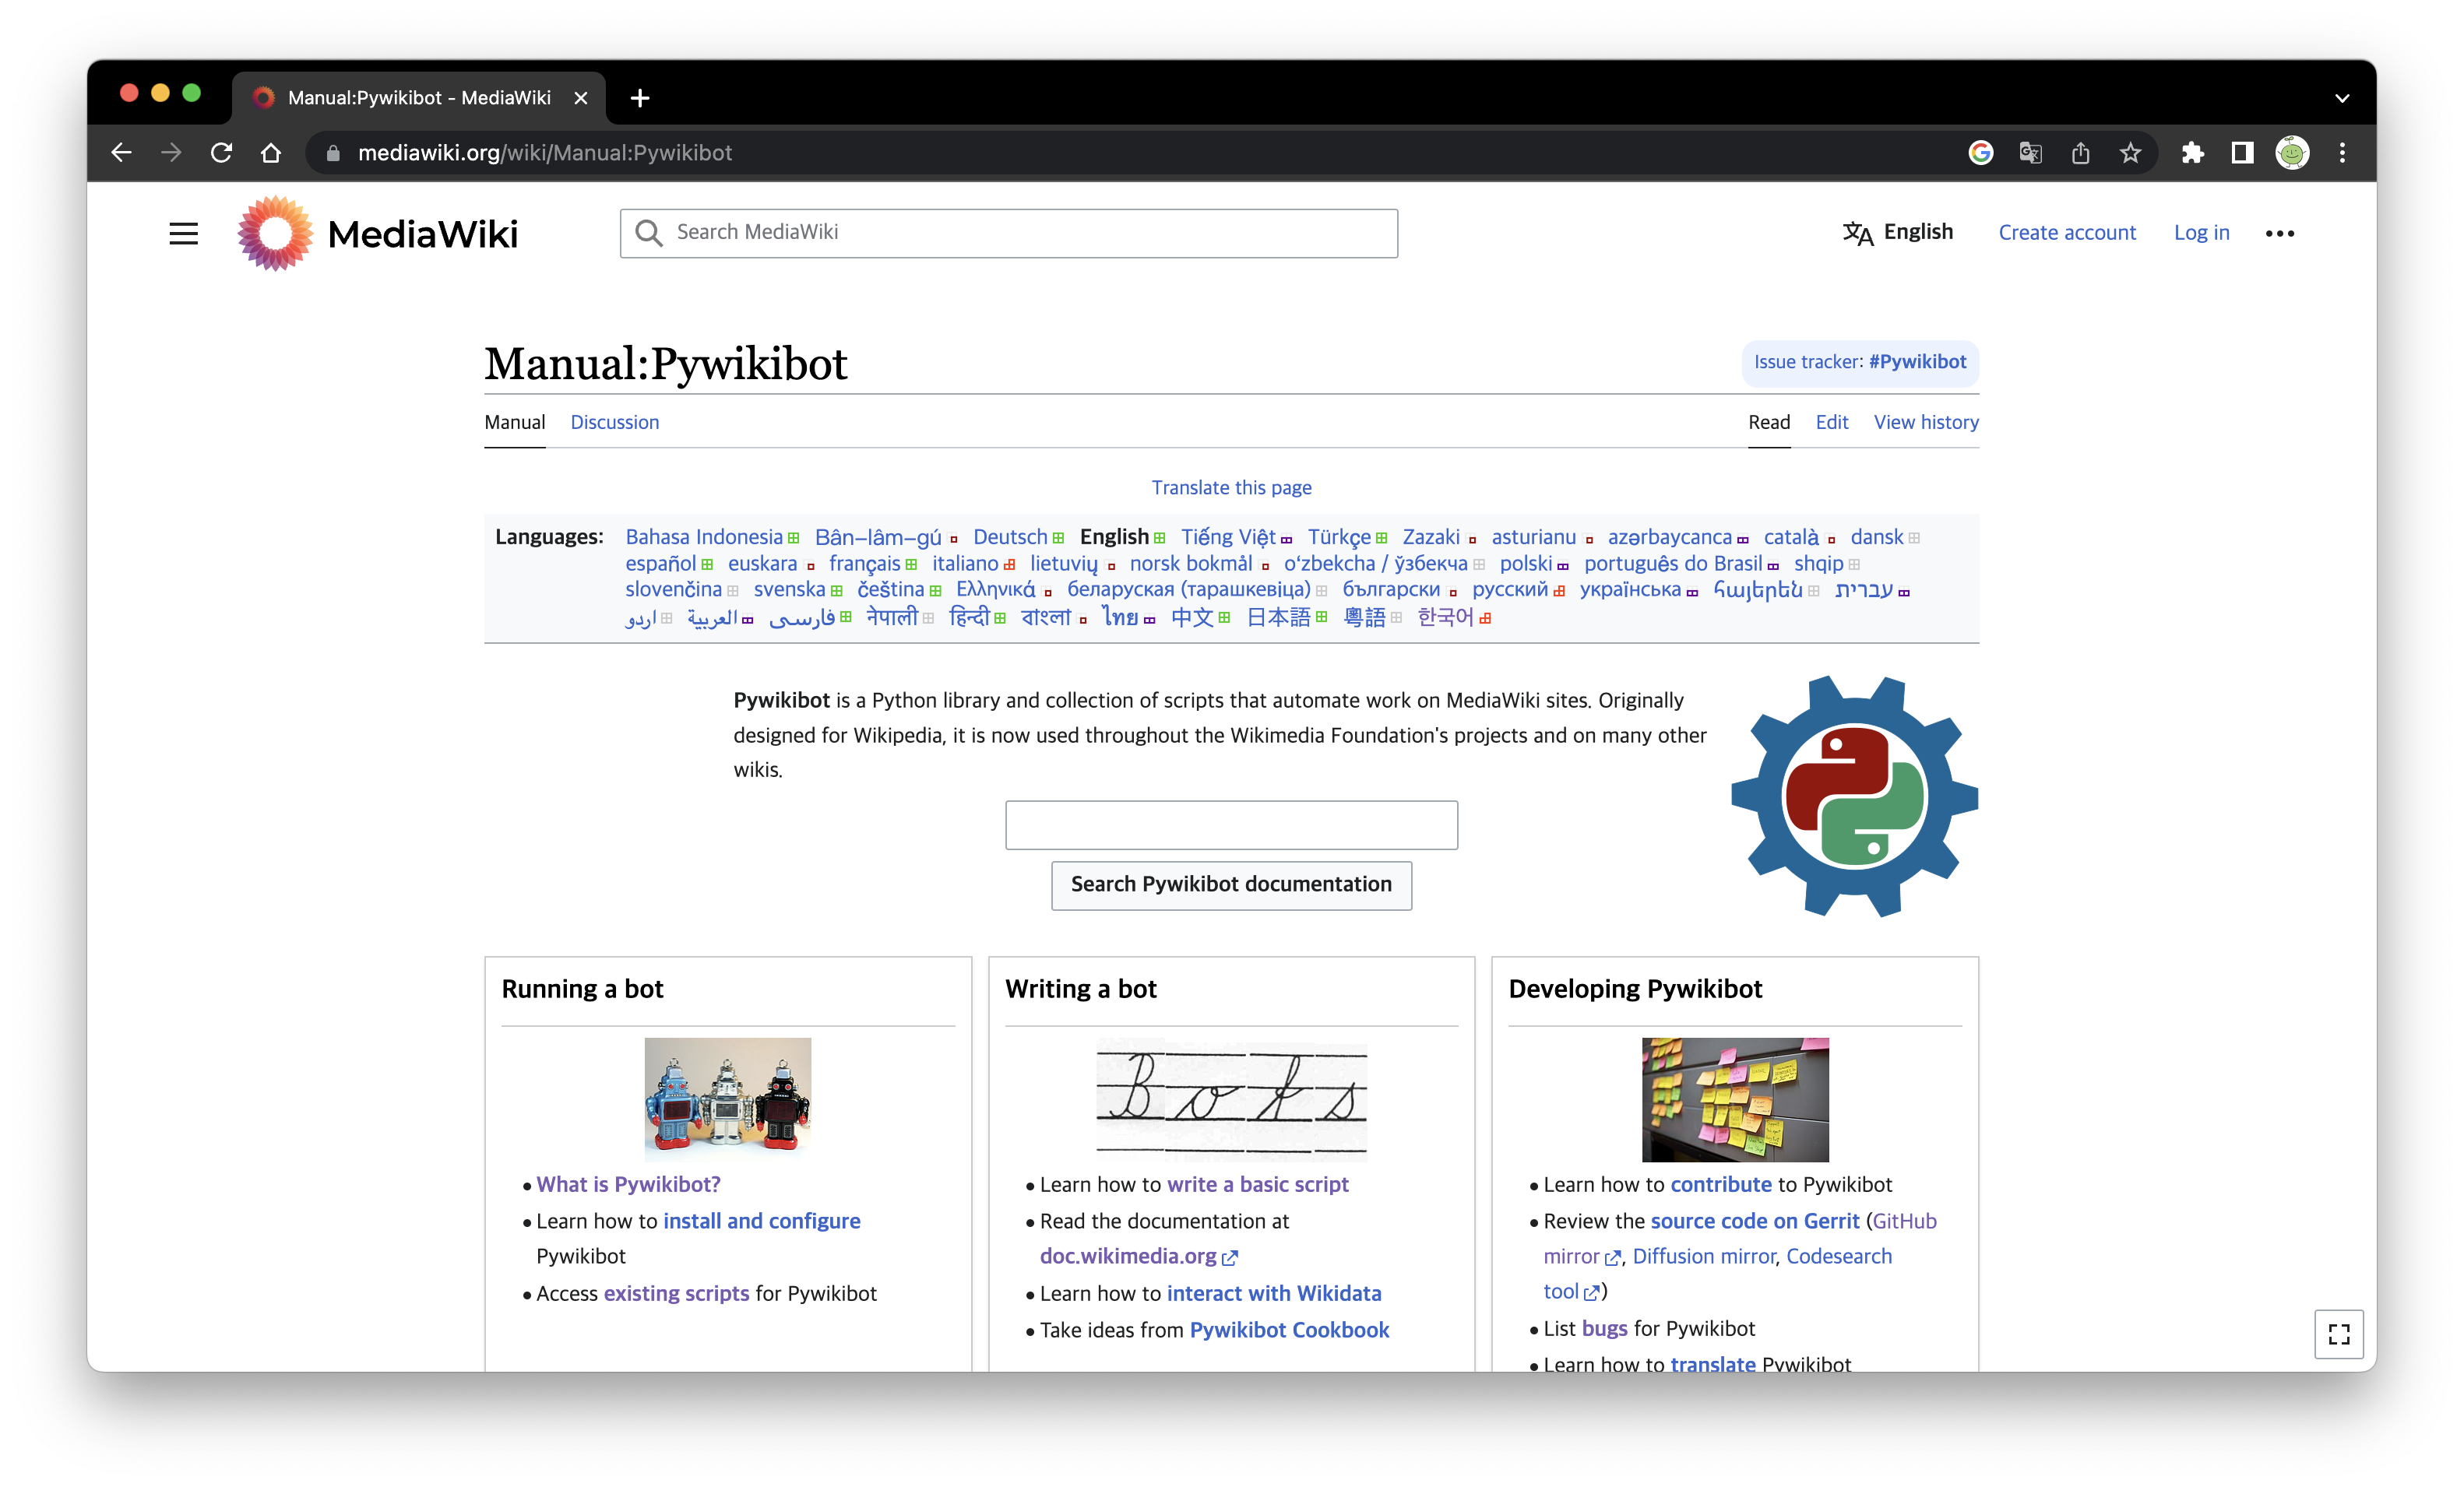 Manual:Pywikibot - MediaWiki
mediawiki.org/wiki/Manual:Pywikibot
MediaWiki
Search MediaWiki
English
Create account
Log in
Manual:Pywikibot
Issue tracker: #Pywikibot
Manual Discussion
Read Edit View history
Translate this page
Languages: Bahasa Indonesia Bân-lâm-gú Deutsch English Tiếng Việt Türkçe Zazaki asturianu azərbaycanca català dansk
español euskara français italiano lietuvių norsk bokmål oʻzbekcha / ўзбекча polski português do Brasil shqip
slovenčina svenska čeština Ελληνικά беларуская (тарашкевіца) български русский українська հայերեն עברית
اردو العربية فارسی नेपाली हिन्दी বাংলা ไทย 中文 日本語 粵語 한국어
Pywikibot is a Python library and collection of scripts that automate work on MediaWiki sites. Originally
designed for Wikipedia, it is now used throughout the Wikimedia Foundation's projects and on many other
wikis.
Search Pywikibot documentation
Running a bot
What is Pywikibot?
Learn how to install and configure
Pywikibot
Access existing scripts for Pywikibot
Writing a bot
Bots
Learn how to write a basic script
Read the documentation at
doc.wikimedia.org
Learn how to interact with Wikidata
Take ideas from Pywikibot Cookbook
Developing Pywikibot
Learn how to contribute to Pywikibot
Review the source code on Gerrit (GitHub
mirror, Diffusion mirror, Codesearch
tool)
List bugs for Pywikibot
Learn how to translate Pywikibot